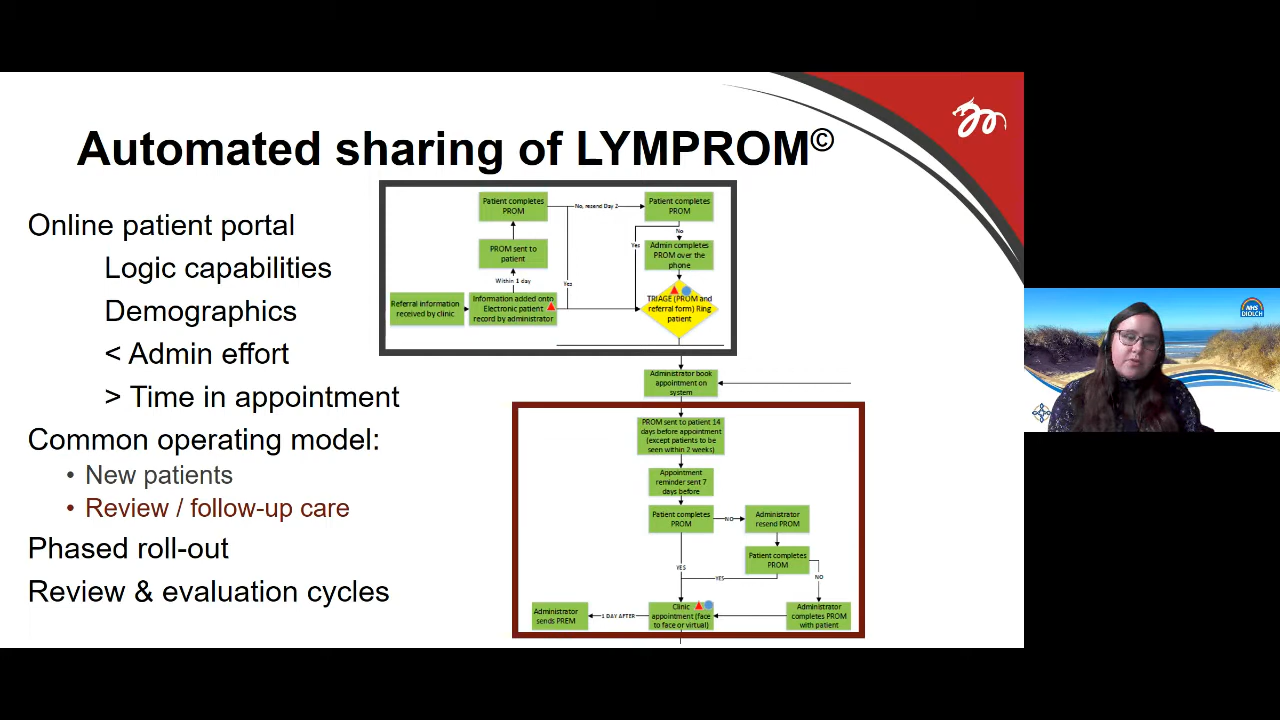 Automated sharing of LYMPROM©
Online patient portal
Logic capabilities
Demographics
< Admin effort
> Time in appointment
Common operating model:
• New patients
• Review / follow-up care
Phased roll-out
Review & evaluation cycles
Patient completes
PROM
No, resend Day 2
Patient completes
PROM
No
Yes
PROM sent to
patient
Admin completes
PROM over the
phone
Within 1 day
Yes
Referral information
received by clinic
Information added onto
Electronic patient
record by administrator
TRIAGE (PROM and
referral form) Ring
patient
Administrator book
appointment on
system
PROM sent to patient 14
days before appointment
(except patients to be
seen within 2 weeks)
Appointment
reminder sent 7
days before
Patient completes
PROM
NO
Administrator
resend PROM
Patient completes
PROM
YES
YES
NO
Administrator
sends PREM
1 DAY AFTER
Clinic
appointment (face
to face or virtual)
Administrator
completes PROM
with patient
NHS
DIOLCH